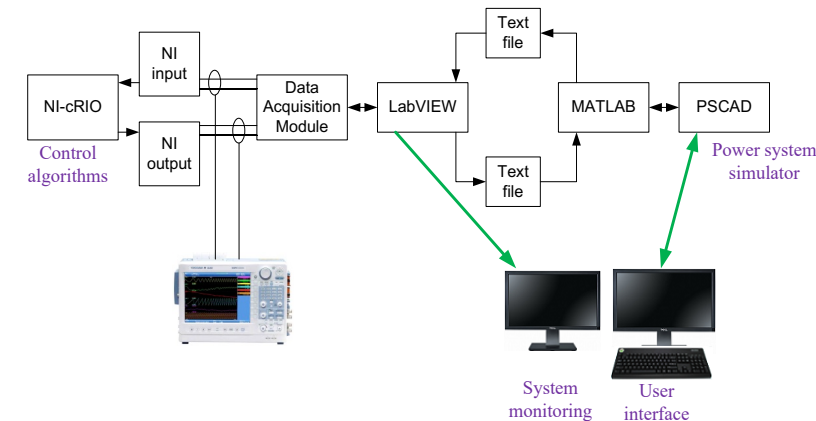 Text
file
NI
input
NI-cRIO
Data
Acquisition
Module
LabVIEW
MATLAB
PSCAD
NI
output
Text
file
Control
algorithms
Power system
simulator
System
monitoring
User
interface